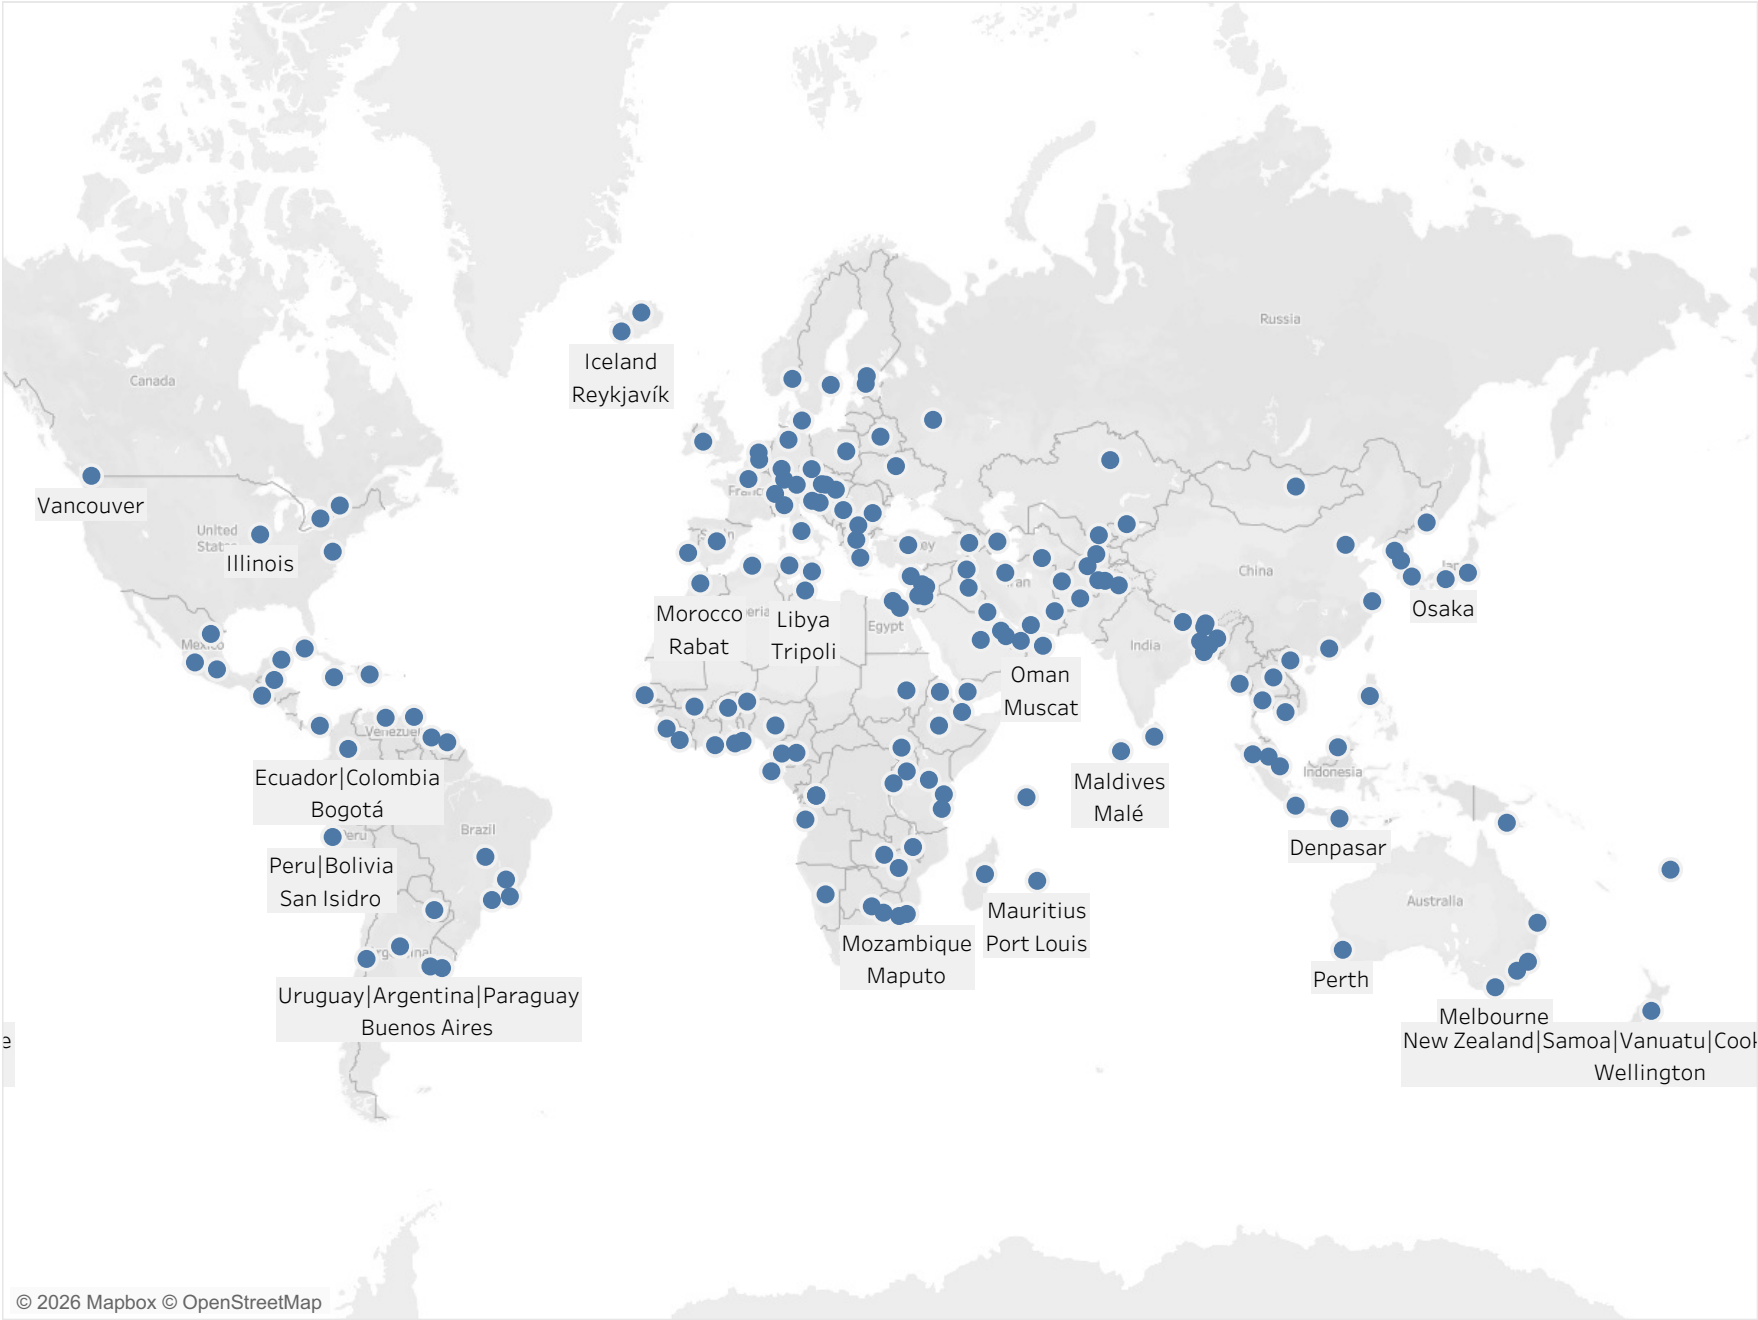 Russia
Iceland
Reykjavík
Canada
Vancouver
United
Illinois
China
Osaka
Morocco
Rabat
Libya
Tripoli
Egypt
India
Mexico
Oman
Muscat
Venezuel
Indonesia
Ecuador|Colombia
Bogotá
Maldives
Malé
Brazil
Denpasar
Peru|Bolivia
San Isidro
Australia
Mauritius
Port Louis
Mozambique
Maputo
Perth
Uruguay|Argentina|Paraguay
Buenos Aires
Melbourne
New Zealand|Samoa|Vanuatu|Cook
Wellington
© 2026 Mapbox © OpenStreetMap